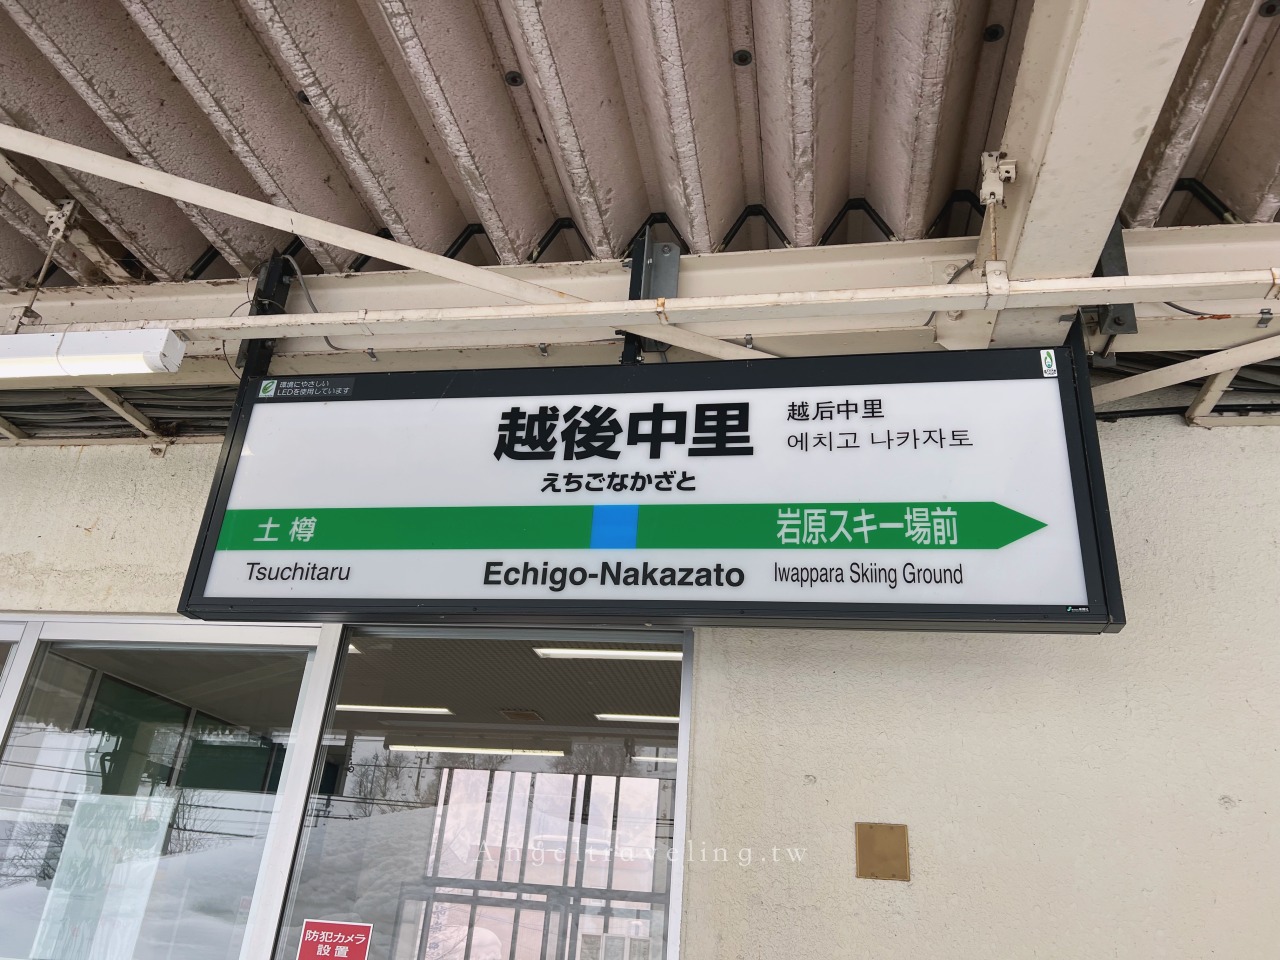 環境にやさしい
LEDを使用しています
越後中里
えちごなかざと
越后中里
에치고 나카자토
土樽
岩原スキー場前
Tsuchitaru
Echigo-Nakazato
Iwappara Skiing Ground
Angeltraveling.tw
防犯カメラ
設置